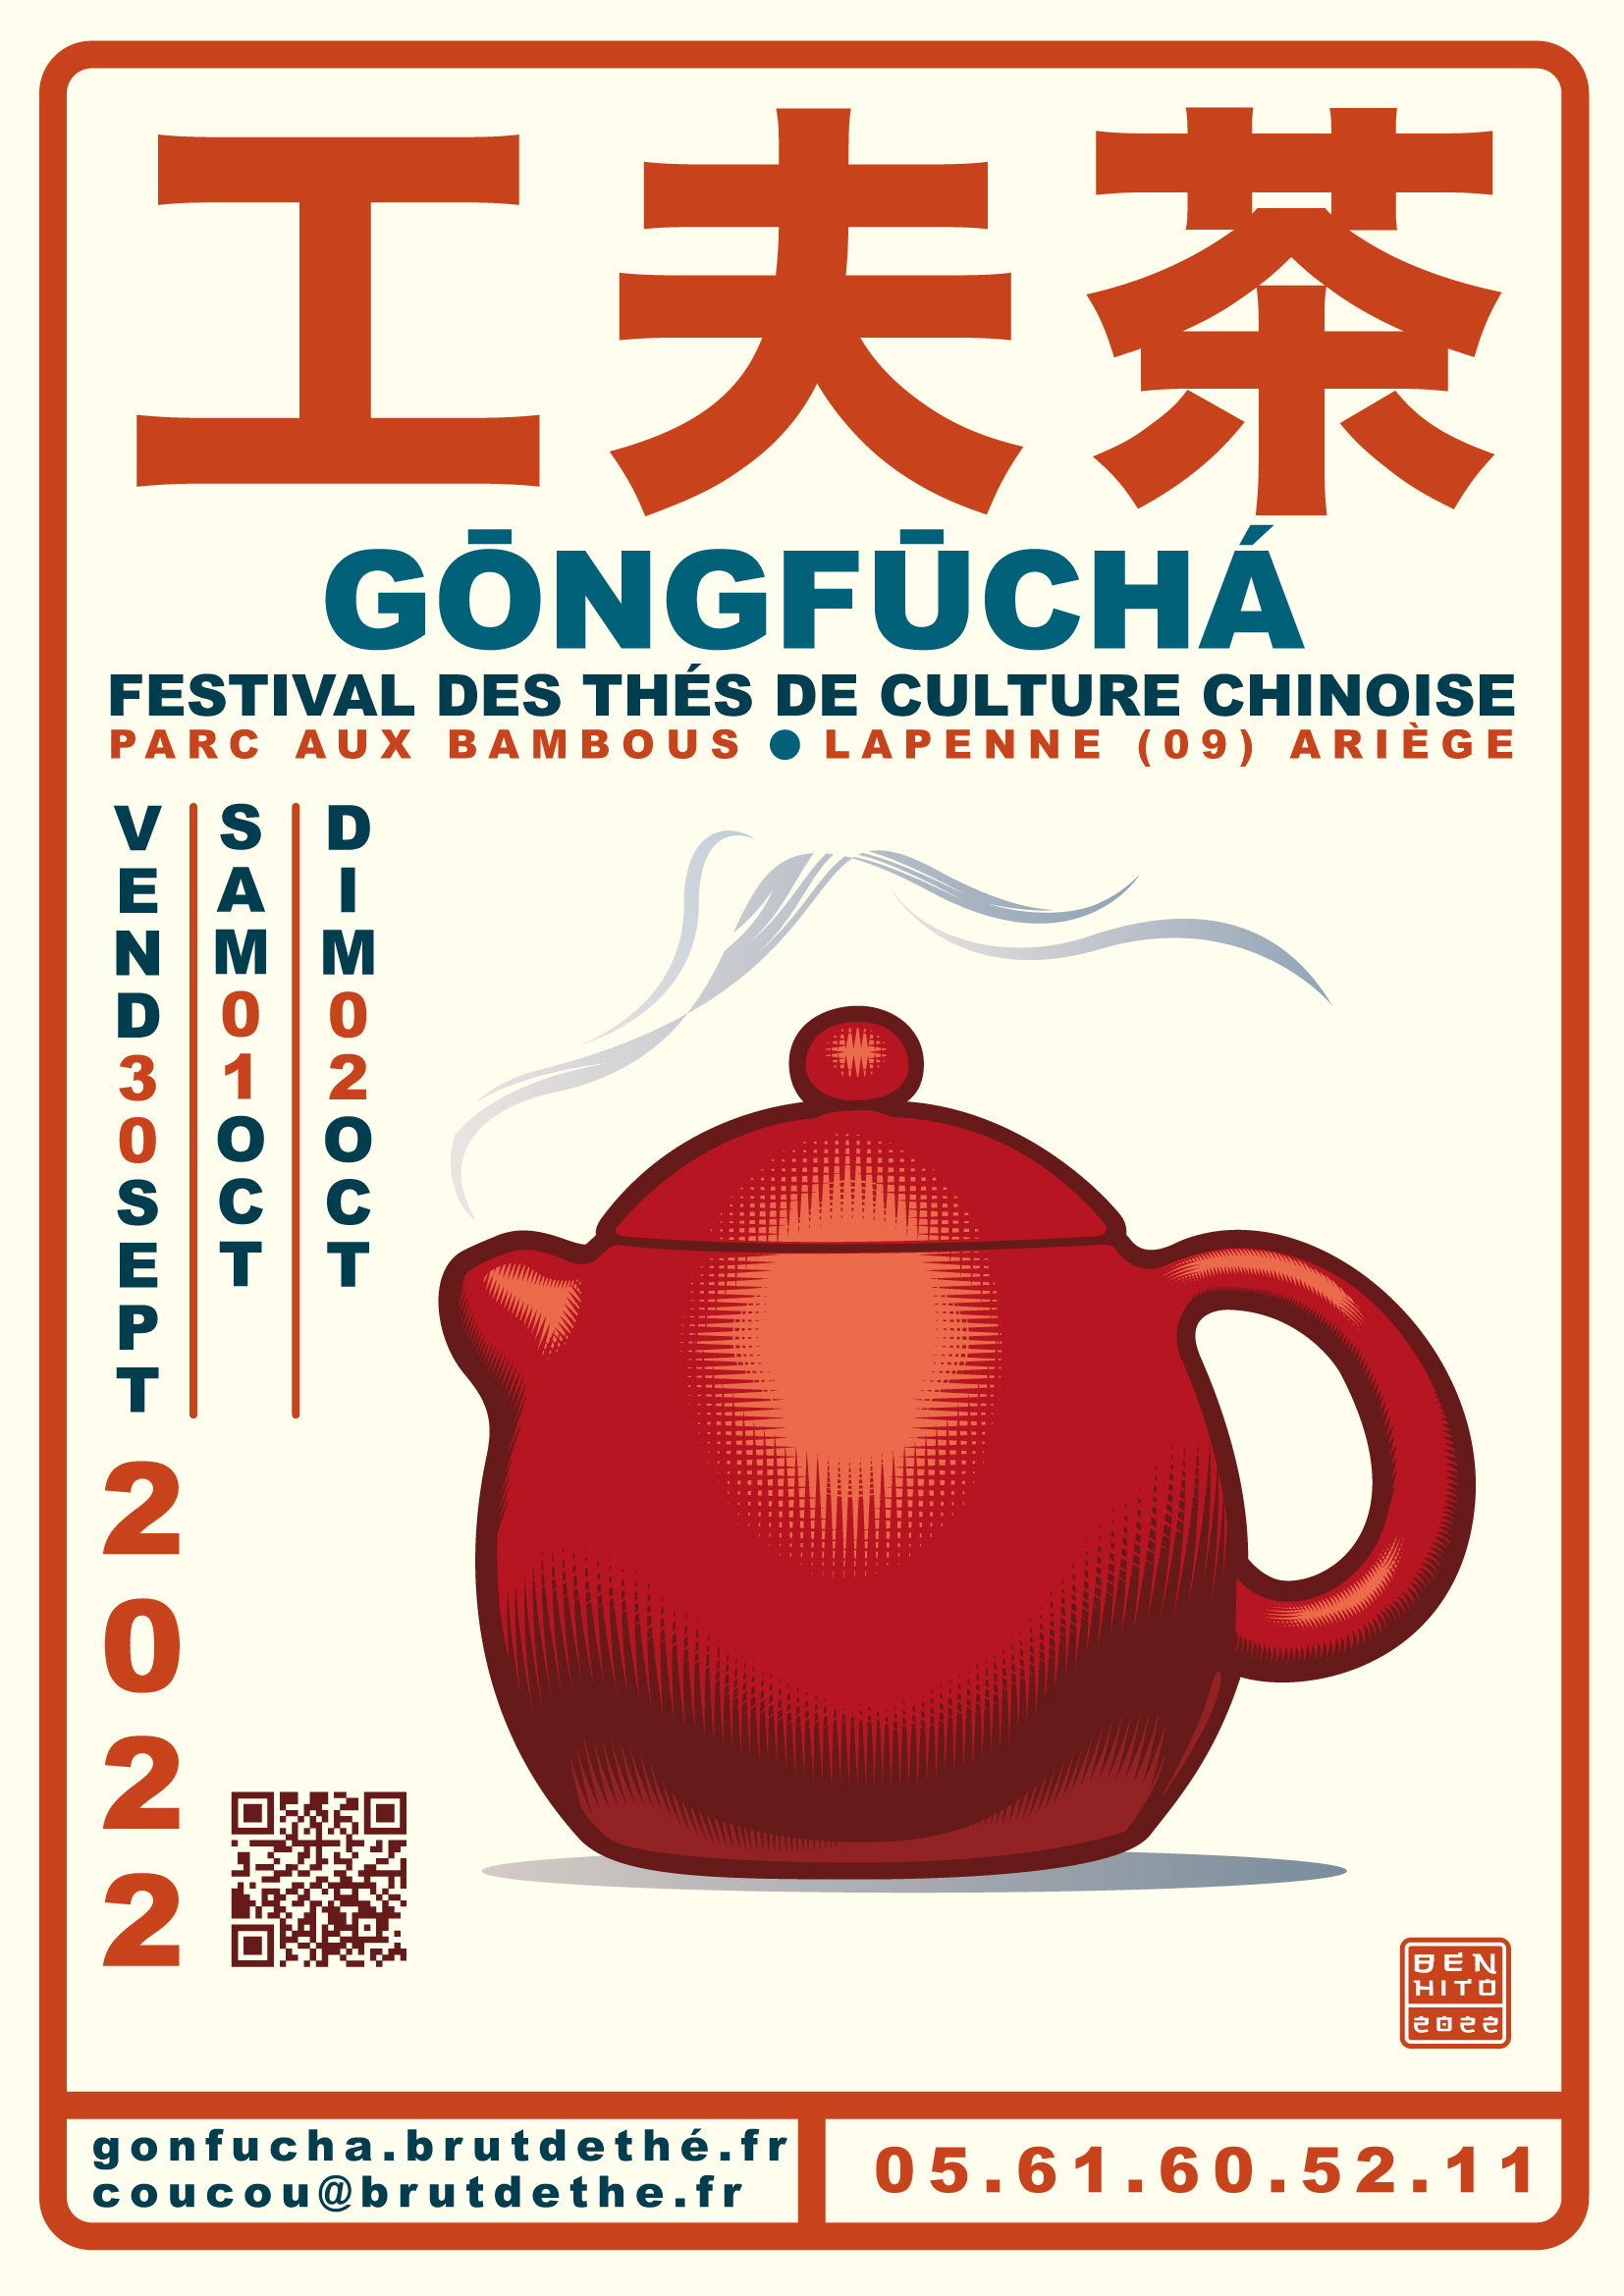 工夫茶
GŌNGFŪCHÁ
FESTIVAL DES THÉS DE CULTURE CHINOISE
PARC AUX BAMBOUS ● LAPENNE (09) ARIÈGE
VEND30SEPT
SAM01OCT
DIM02OCT
2022
BEN
HITO
2022
gonfucha.brutdethé.fr
coucou@brutdethe.fr
05.61.60.52.11